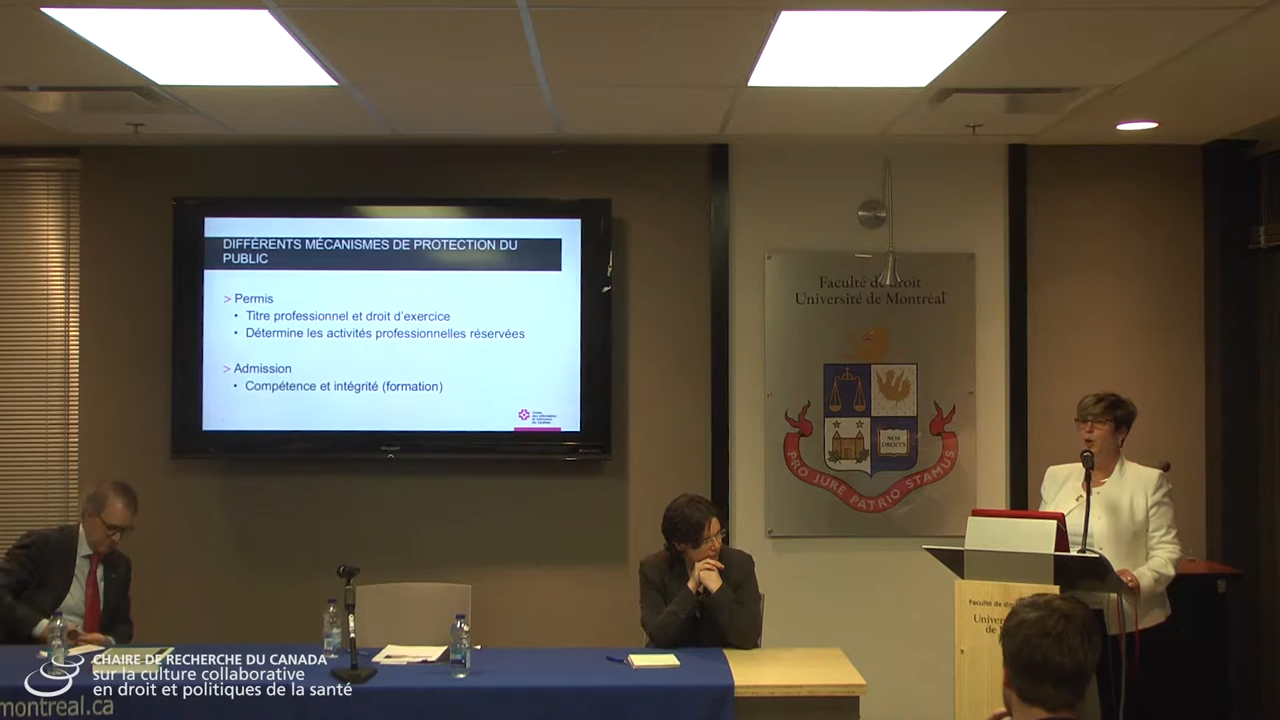 DIFFÉRENTS MÉCANISMES DE PROTECTION DU
PUBLIC
> Permis
• Titre professionnel et droit d'exercice
• Détermine les activités professionnelles réservées
> Admission
• Compétence et intégrité (formation)
Faculté de droit
Université de Montréal
NOS
DROITS
PRO JURE PATRIO STAMUS
Faculté de
CHAIRE DE RECHERCHE DU CANADA
sur la culture collaborative
en droit et politiques de la santé
montreal.ca